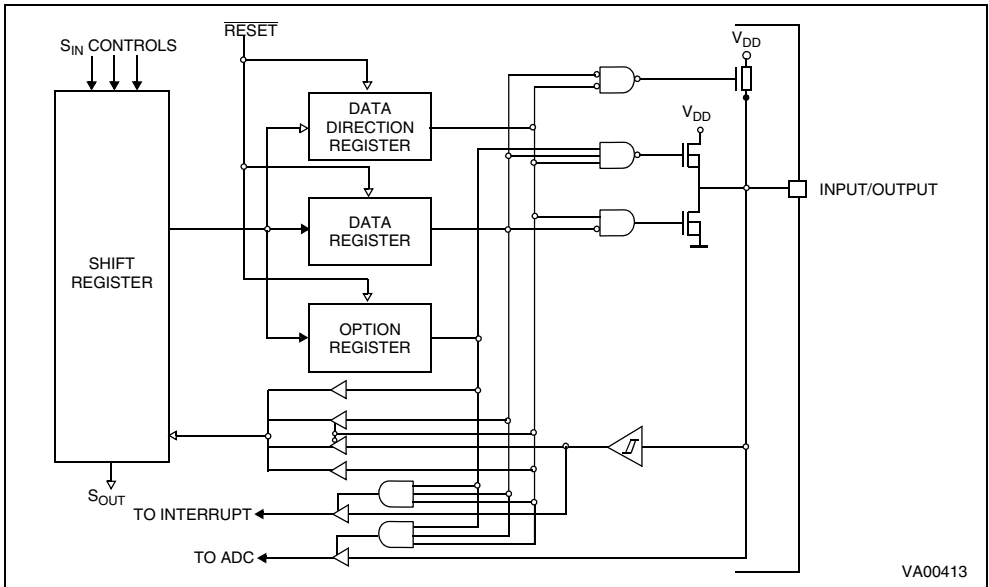 RESET
S_IN CONTROLS
V_DD
DATA
DIRECTION
REGISTER
V_DD
DATA
REGISTER
INPUT/OUTPUT
SHIFT
REGISTER
OPTION
REGISTER
S_OUT
TO INTERRUPT
TO ADC
VA00413